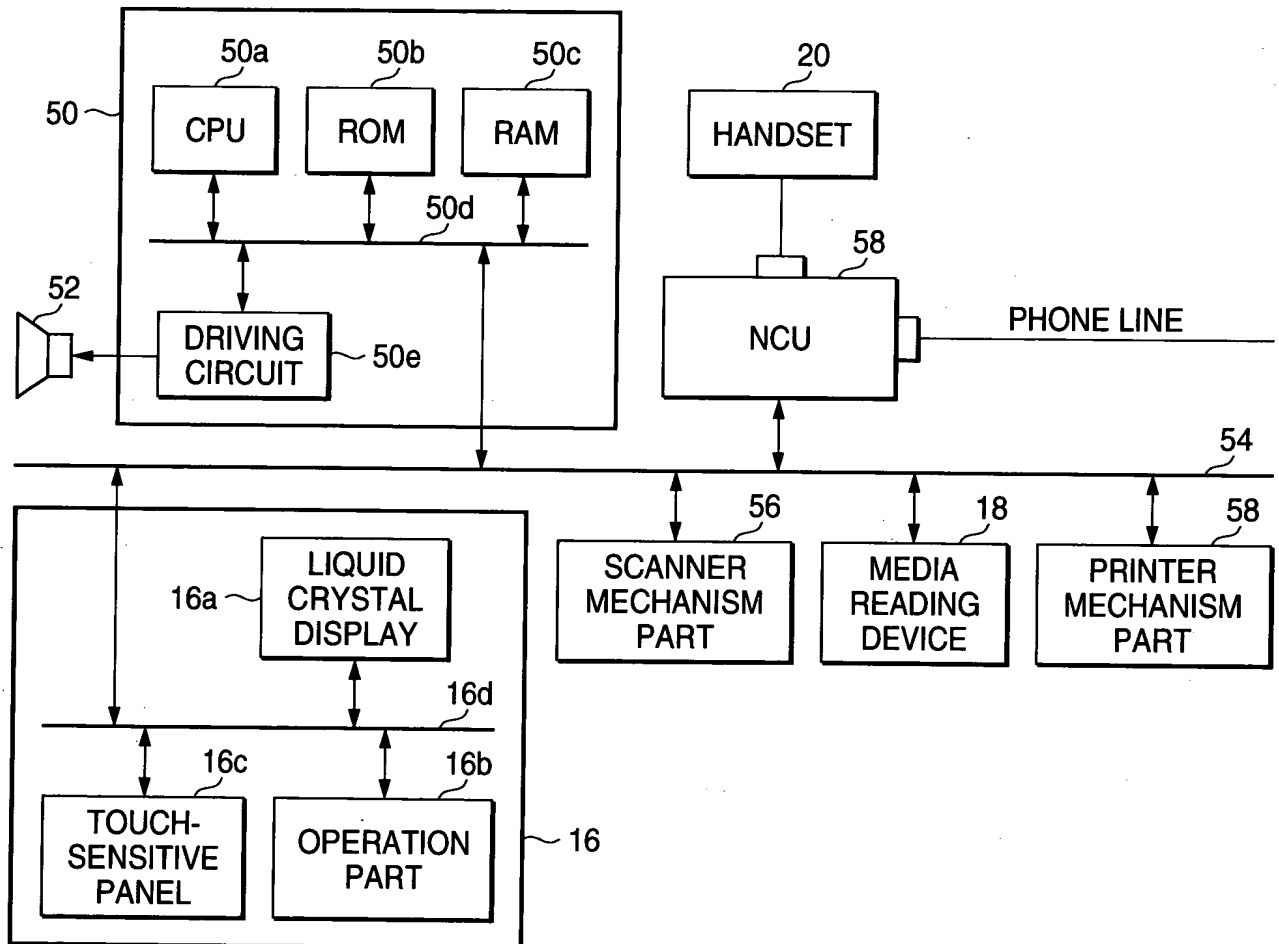 50
50a
50b
50c
CPU
ROM
RAM
50d
52
DRIVING
CIRCUIT
50e
20
HANDSET
58
NCU
PHONE LINE
54
56
SCANNER
MECHANISM
PART
18
MEDIA
READING
DEVICE
58
PRINTER
MECHANISM
PART
16a
LIQUID
CRYSTAL
DISPLAY
16d
16c
TOUCH-
SENSITIVE
PANEL
16b
OPERATION
PART
16